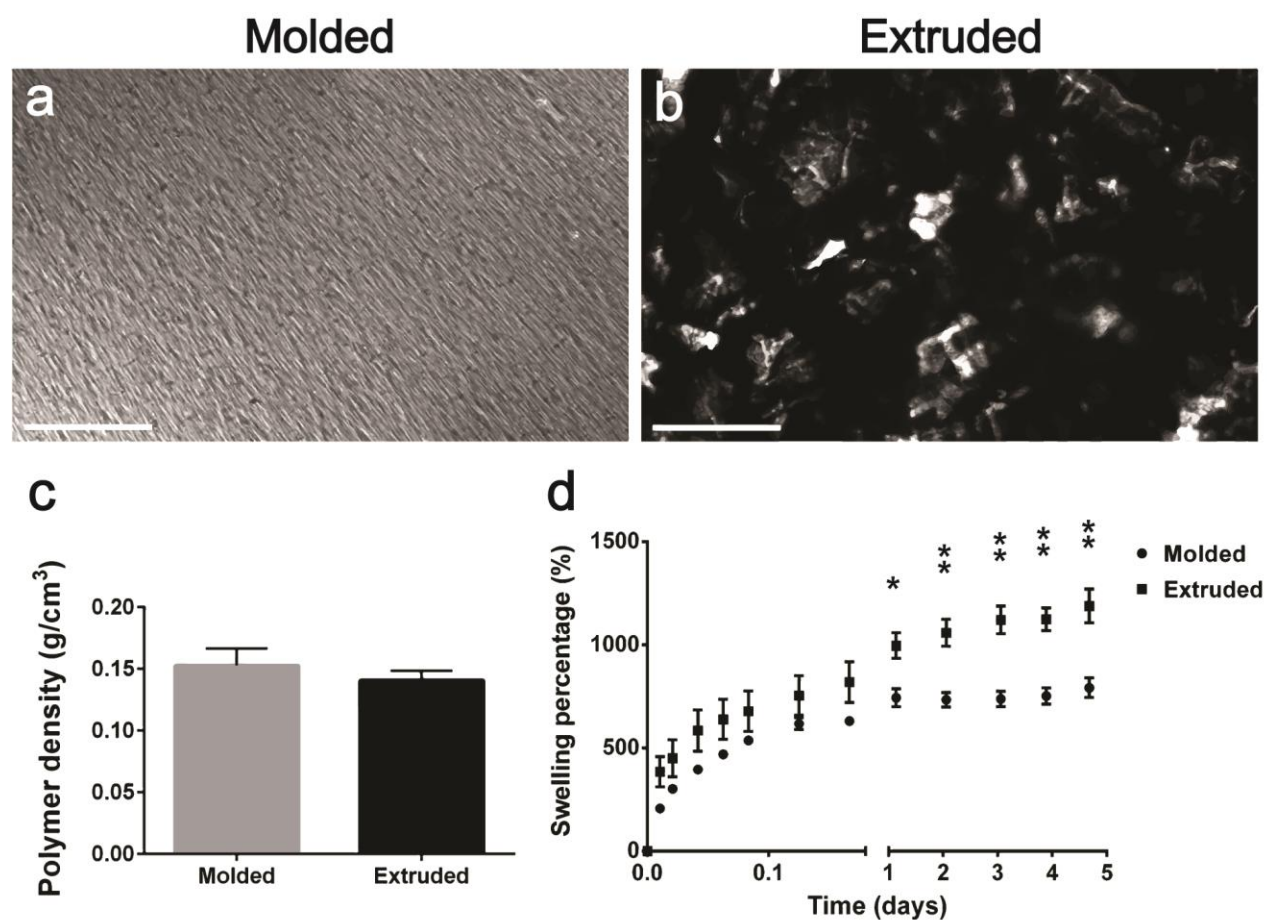 Molded
Extruded
a
b
c
d
Polymer density (g/cm³)
0.20
0.15
0.10
0.05
0.00
Molded
Extruded
Swelling percentage (%)
1500
1000
500
0
*
**
**
**
**
Molded
Extruded
0.0
0.1
1
2
3
4
5
Time (days)